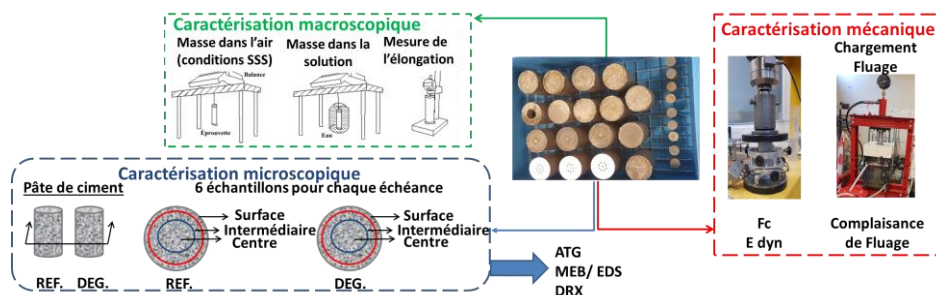 Caractérisation macroscopique
Masse dans l'air
(conditions SSS)
Masse dans la
solution
Mesure de
l'élongation
Balance
Éprouvette
Eau
Caractérisation mécanique
Chargement
Fluage
Fc
E dyn
Complaisance
de Fluage
Caractérisation microscopique
Pâte de ciment
6 échantillons pour chaque échéance
Surface
Intermédiaire
Centre
Surface
Intermédiaire
Centre
REF.
DEG.
REF.
DEG.
ATG
MEB/ EDS
DRX